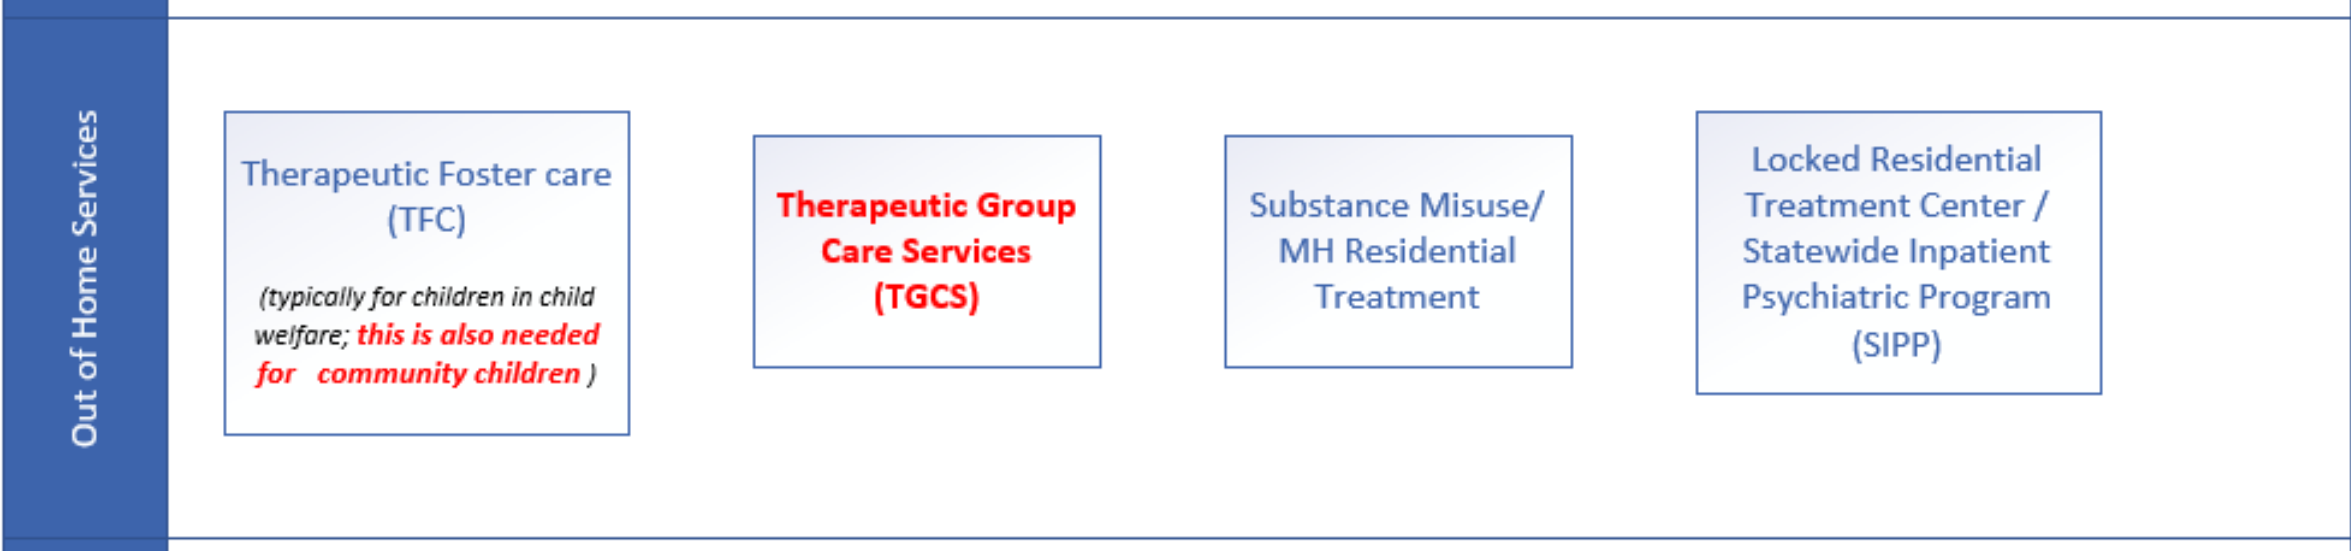 Out of Home Services
Therapeutic Foster care
(TFC)
(typically for children in child
welfare; this is also needed
for community children )
Therapeutic Group
Care Services
(TGCS)
Substance Misuse/
MH Residential
Treatment
Locked Residential
Treatment Center /
Statewide Inpatient
Psychiatric Program
(SIPP)